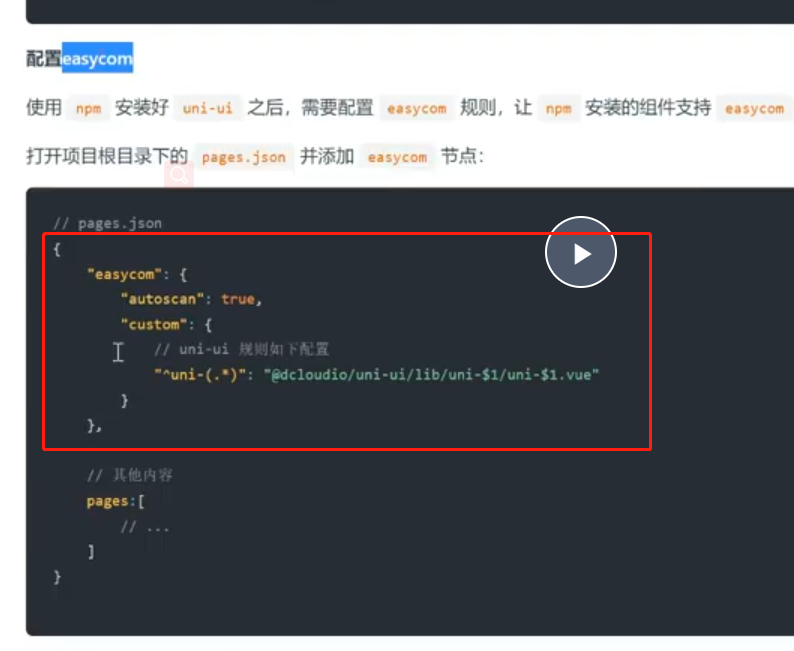 配置easycom
使用 npm 安装好 uni-ui 之后，需要配置 easycom 规则，让 npm 安装的组件支持 easycom
打开项目根目录下的 pages.json 并添加 easycom 节点：
// pages.json
{
"easycom": {
"autoscan": true,
"custom": {
// uni-ui 规则如下配置
"^uni-(.*)": "@dcloudio/uni-ui/lib/uni-$1/uni-$1.vue"
}
},
// 其他内容
pages:[
// ...
]
}